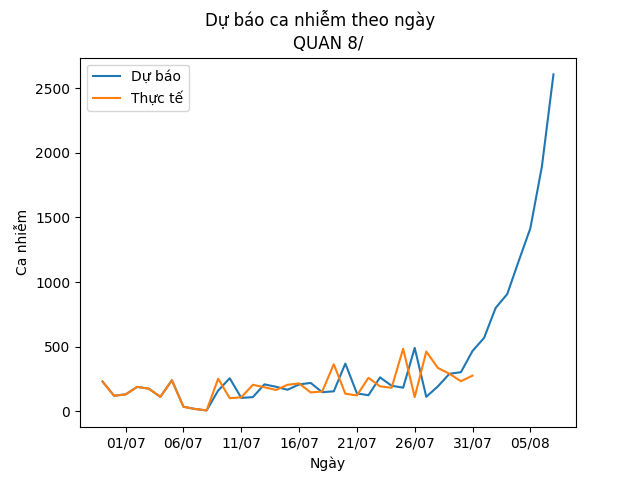 Dự báo ca nhiễm theo ngày
QUAN 8/
Dự báo
Thực tế
2500
2000
1500
1000
500
0
Ca nhiễm
01/07 06/07 11/07 16/07 21/07 26/07 31/07 05/08
Ngày